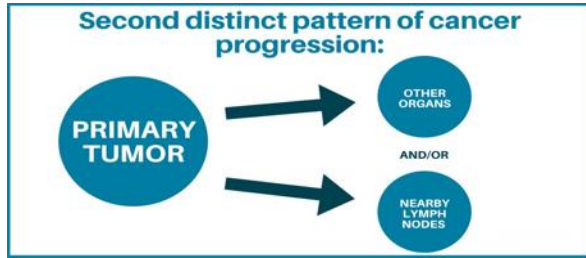 Second distinct pattern of cancer
progression:
PRIMARY
TUMOR
OTHER
ORGANS
AND/OR
NEARBY
LYMPH
NODES